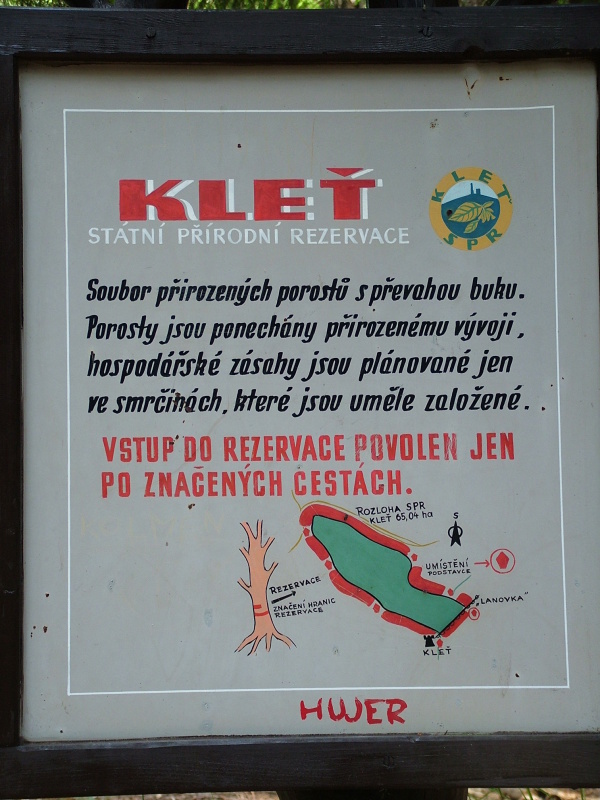 KLEŤ
STÁTNÍ PŘÍRODNÍ REZERVACE
KLEŤ
SPR
Soubor přirozených porostů s převahou buku.
Porosty jsou ponechány přirozenému vývoji,
hospodářské zásahy jsou plánované jen
ve smrčinách, které jsou uměle založené.
VSTUP DO REZERVACE POVOLEN JEN
PO ZNAČENÝCH CESTÁCH.
ROZLOHA SPR
KLEŤ 65,04 ha
S
UMÍSTĚNÍ
PODSTAVCE
REZERVACE
ZNAČENÍ HRANIC
REZERVACE
"LANOVKA"
KLEŤ
HWER